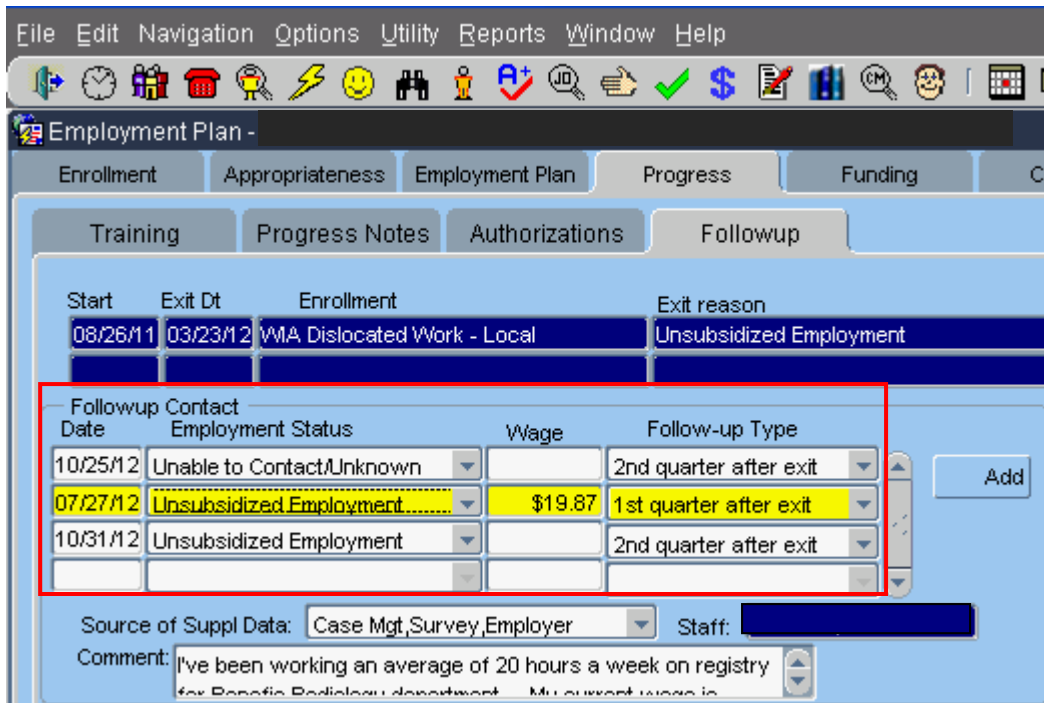 File Edit Navigation Options Utility Reports Window Help
A+ JD $ CM
Employment Plan -
Enrollment Appropriateness Employment Plan Progress Funding C
Training Progress Notes Authorizations Followup
Start Exit Dt Enrollment Exit reason
08/26/11 03/23/12 WIA Dislocated Work - Local Unsubsidized Employment
Followup Contact
Date Employment Status Wage Follow-up Type
10/25/12 Unable to Contact/Unknown 2nd quarter after exit
Add
07/27/12 Unsubsidized Employment $19.87 1st quarter after exit
10/31/12 Unsubsidized Employment 2nd quarter after exit
Source of Suppl Data: Case Mgt,Survey,Employer Staff:
Comment: I've been working an average of 20 hours a week on registry